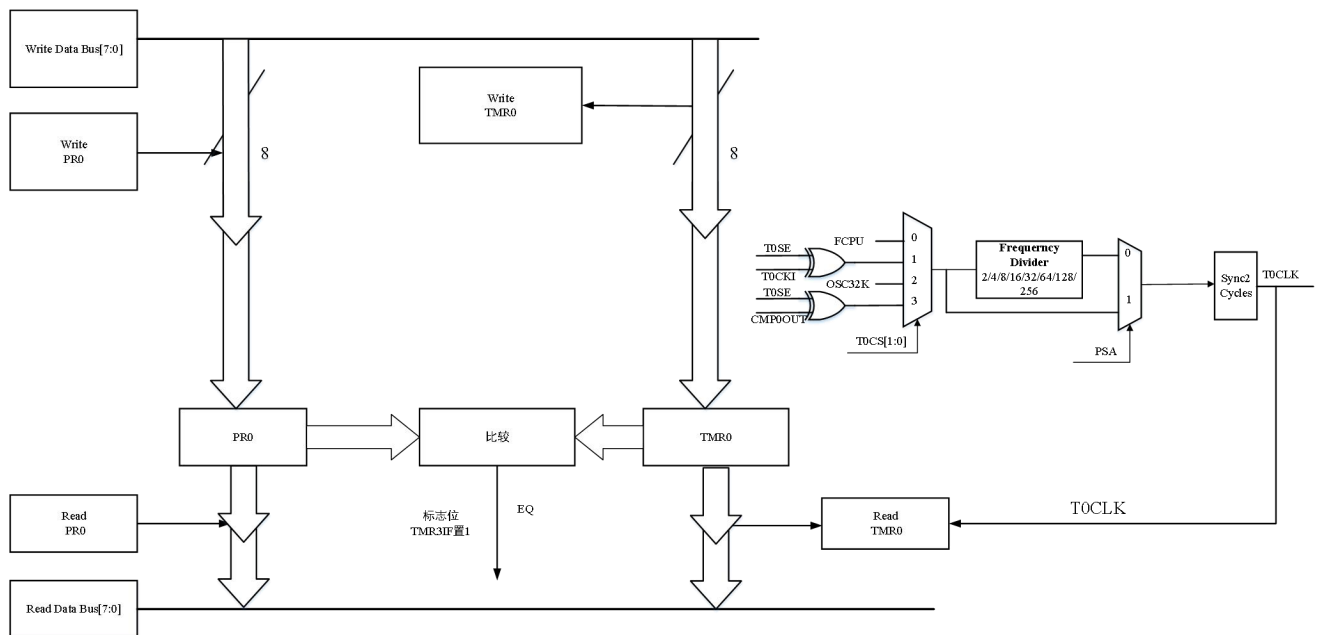 Write Data Bus[7:0]
Write
PR0
8
Write
TMR0
8
FCPU
T0SE
T0CKI
OSC32K
T0SE
CMP0OUT
0
1
2
3
T0CS[1:0]
Frequerncy
Divider
2/4/8/16/32/64/128/
256
0
1
PSA
Sync2
Cycles
T0CLK
PR0
比较
TMR0
标志位
TMR3IF置1
EQ
Read
PR0
Read
TMR0
T0CLK
Read Data Bus[7:0]